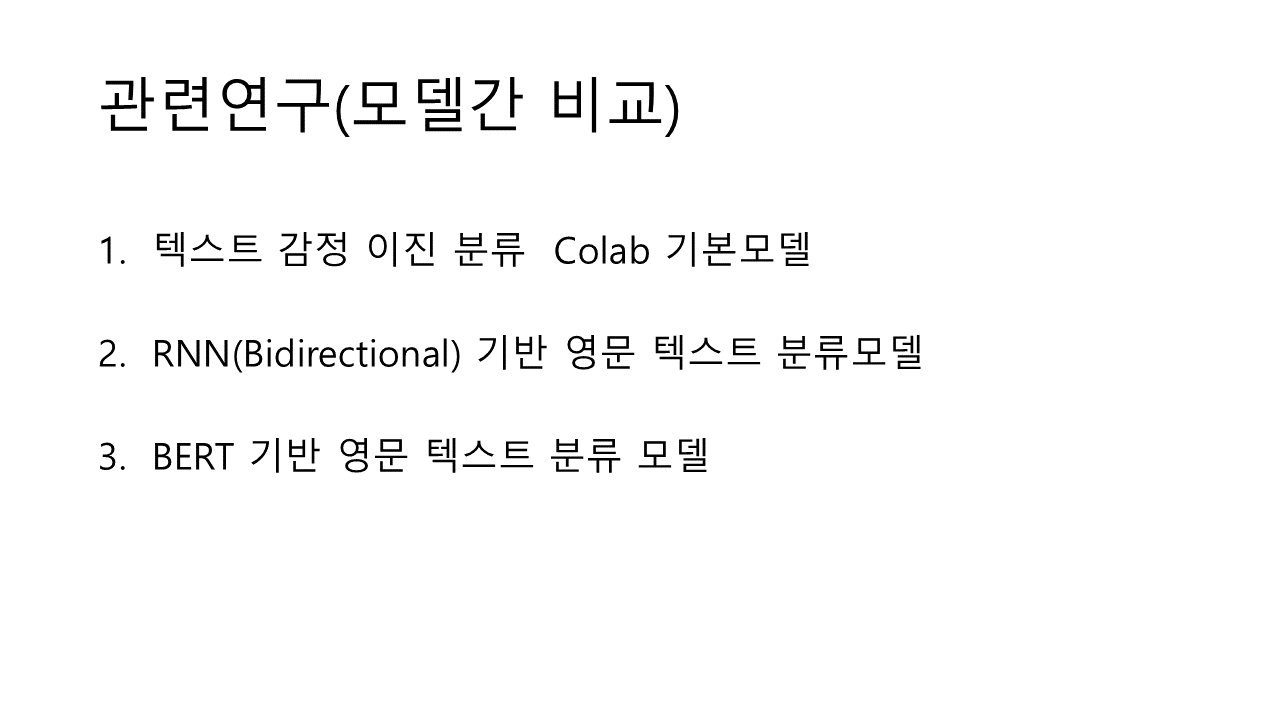 관련연구(모델간 비교)
1. 텍스트 감정 이진 분류  Colab 기본모델
2. RNN(Bidirectional) 기반 영문 텍스트 분류모델
3. BERT 기반 영문 텍스트 분류 모델